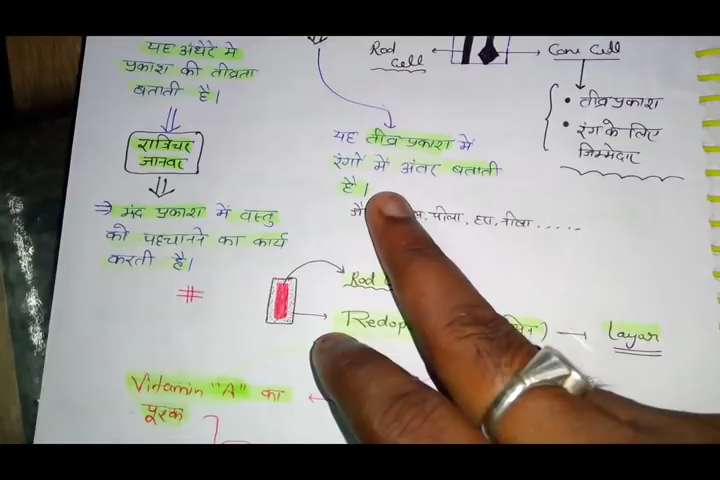 यह अंधेरे मे
प्रकाश की तीव्रता
बताती है।
रात्रिचर
जानवर
⇒ मंद प्रकाश में वस्तु
को पहचानने का कार्य
करती है।
Rod
Cell
Cone Cell
• तीव्र प्रकाश
• रंग के लिए
जिम्मेदार
यह तीव्र प्रकाश में
रंगों में अंतर बताती
है।
पीला, हरा, नीला .....
Rod
Layar
Vidamin "A" का
पूरक